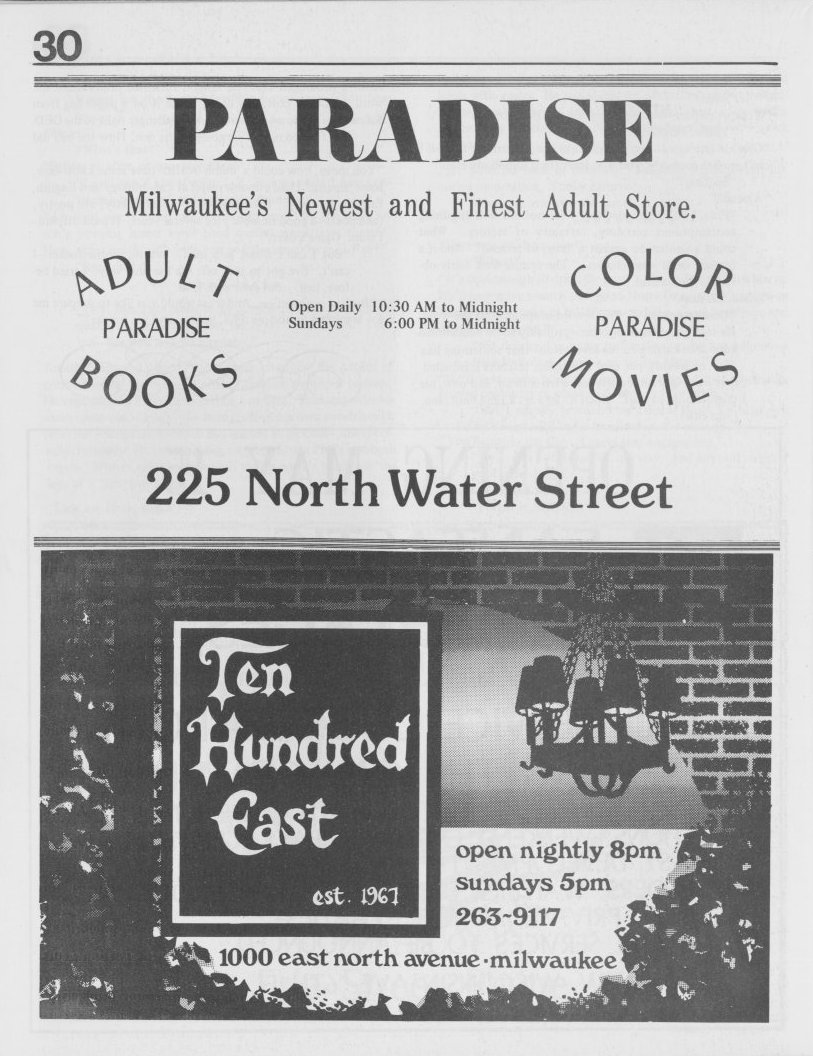 30
PARADISE
Milwaukee's Newest and Finest Adult Store.
ADULT
PARADISE
BOOKS
Open Daily 10:30 AM to Midnight
Sundays 6:00 PM to Midnight
COLOR
PARADISE
MOVIES
225 North Water Street
Ten
Hundred
East
est. 1967
open nightly 8pm
sundays 5pm
263-9117
1000 east north avenue·milwaukee